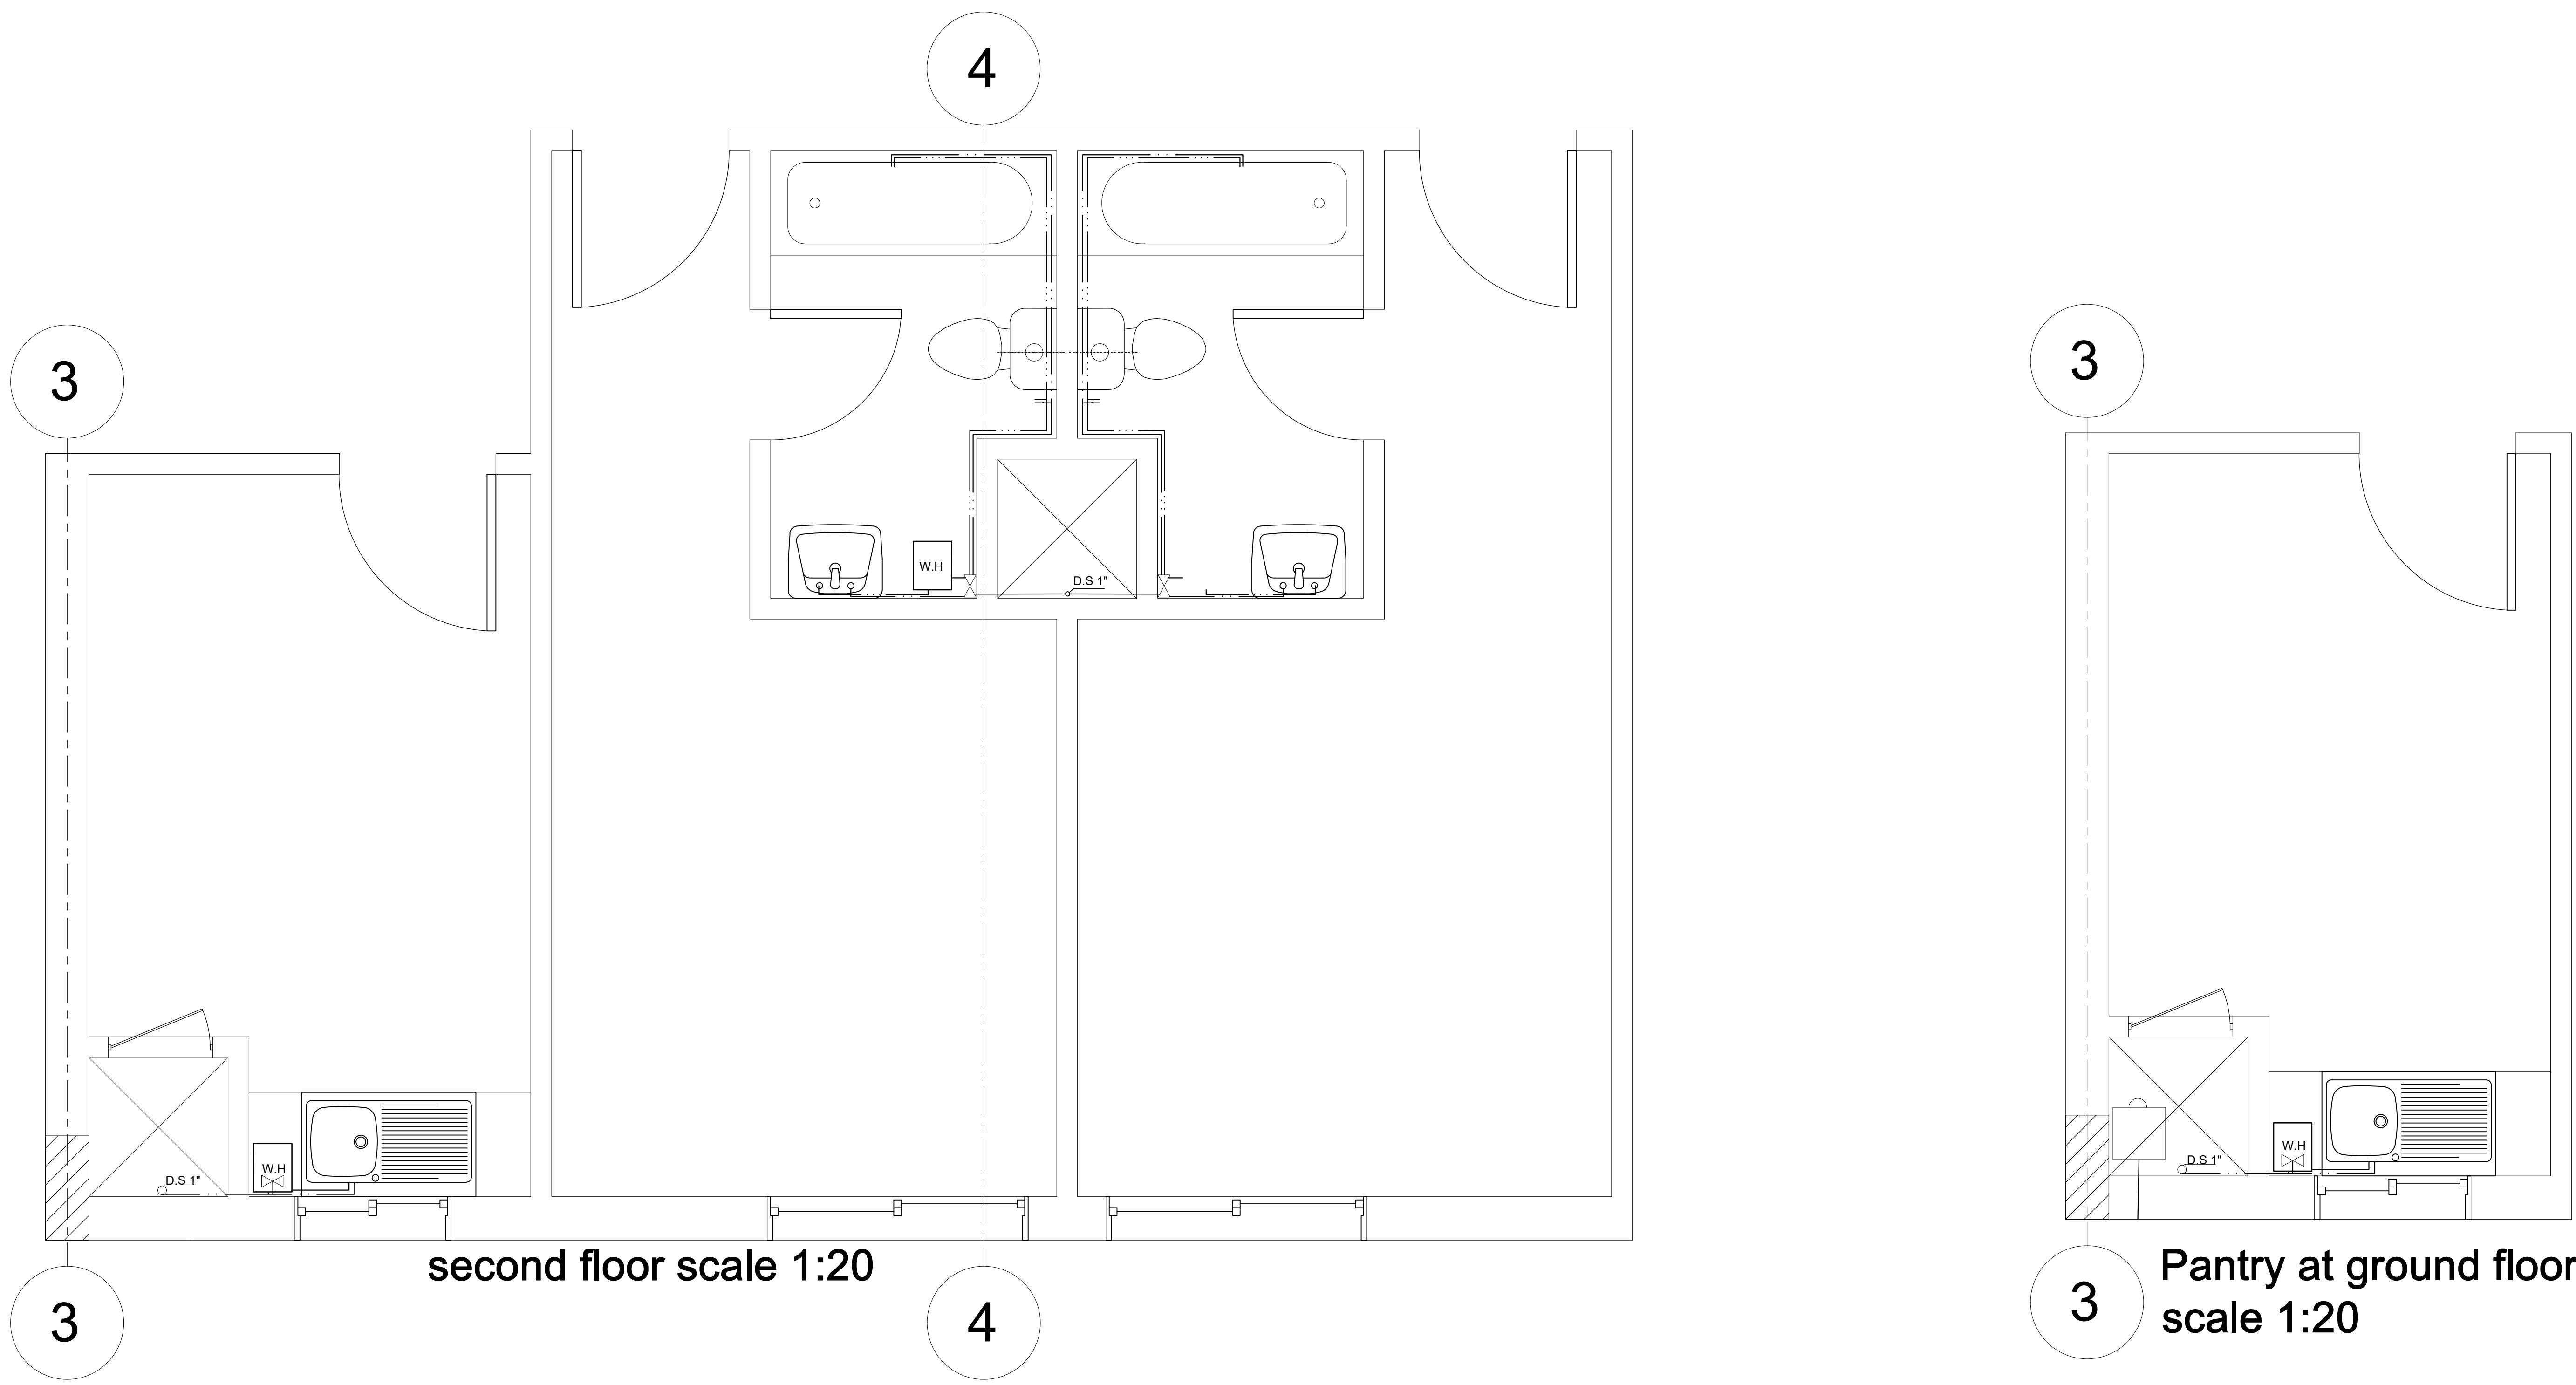 4
3
3
W.H
D.S 1"
D.S 1"
W.H
D.S 1"
W.H
second floor scale 1:20
Pantry at ground floor
scale 1:20
3
4
3